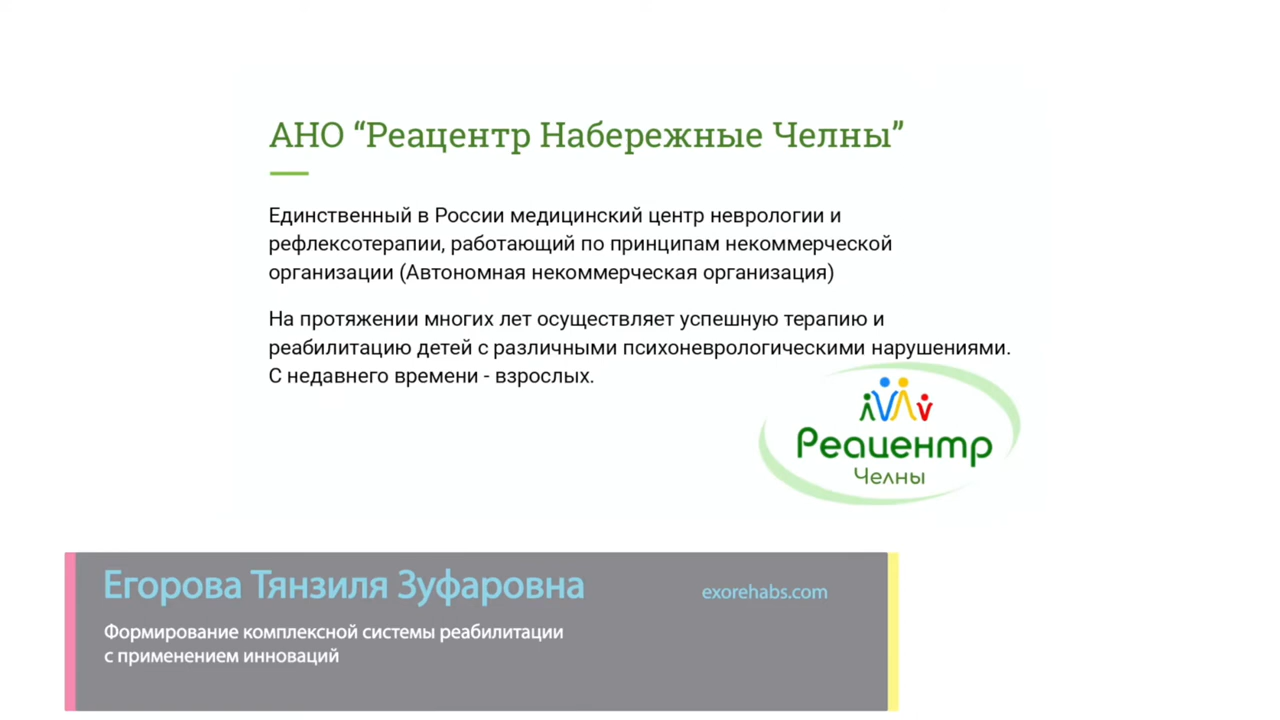 АНО “Реацентр Набережные Челны”
Единственный в России медицинский центр неврологии и
рефлексотерапии, работающий по принципам некоммерческой
организации (Автономная некоммерческая организация)
На протяжении многих лет осуществляет успешную терапию и
реабилитацию детей с различными психоневрологическими нарушениями.
С недавнего времени - взрослых.
Реацентр
Челны
Егорова Тянзиля Зуфаровна
exorehabs.com
Формирование комплексной системы реабилитации
с применением инноваций